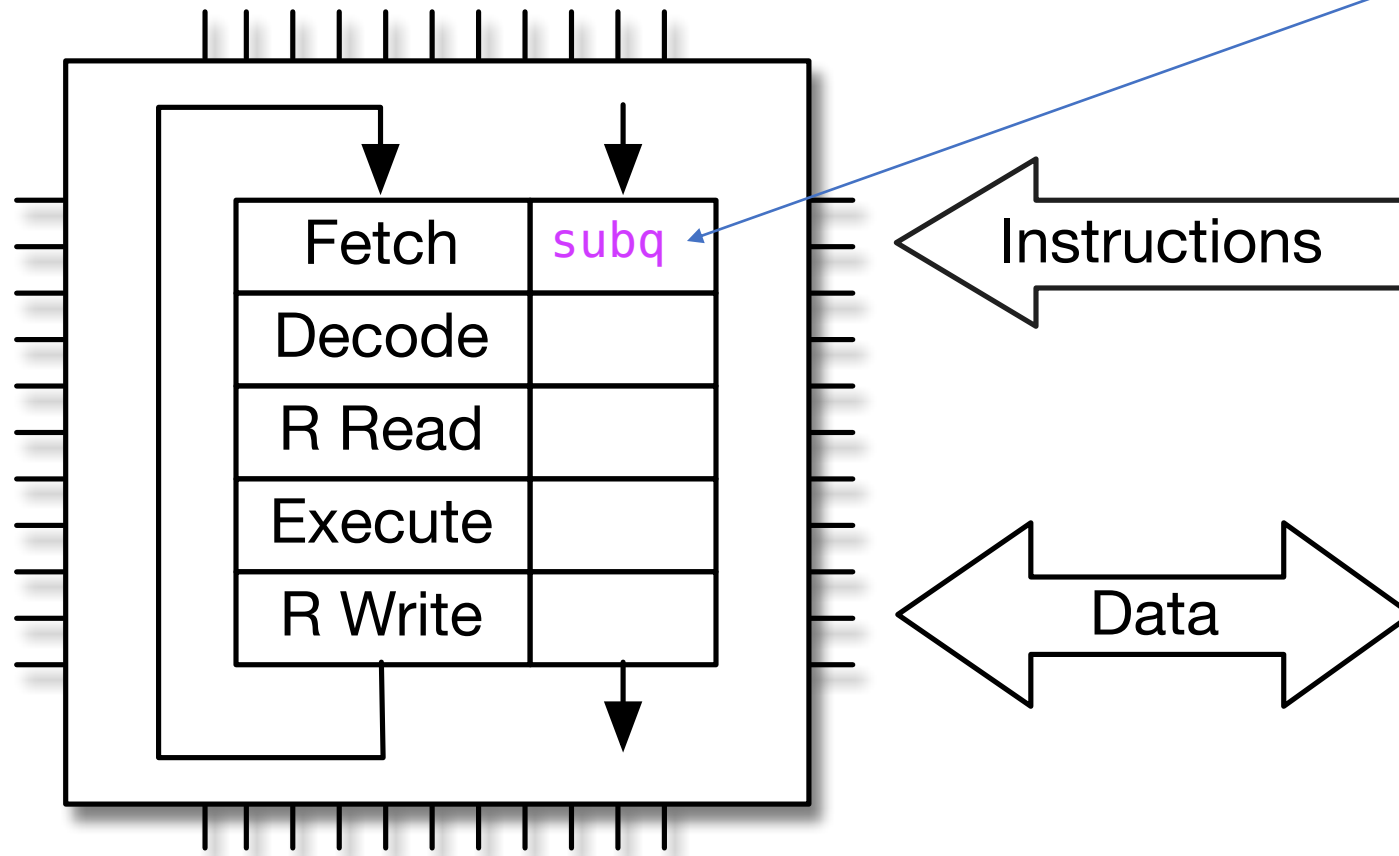 Fetch subq
Decode
R Read
Execute
R Write
Instructions
Data